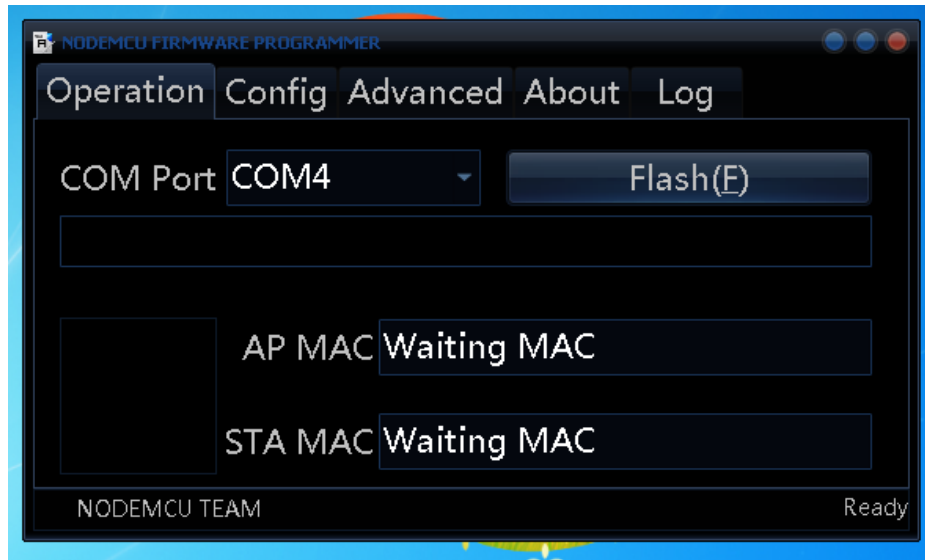 NODEMCU FIRMWARE PROGRAMMER
Operation Config Advanced About Log
COM Port COM4 Flash(F)
AP MAC Waiting MAC
STA MAC Waiting MAC
NODEMCU TEAM Ready